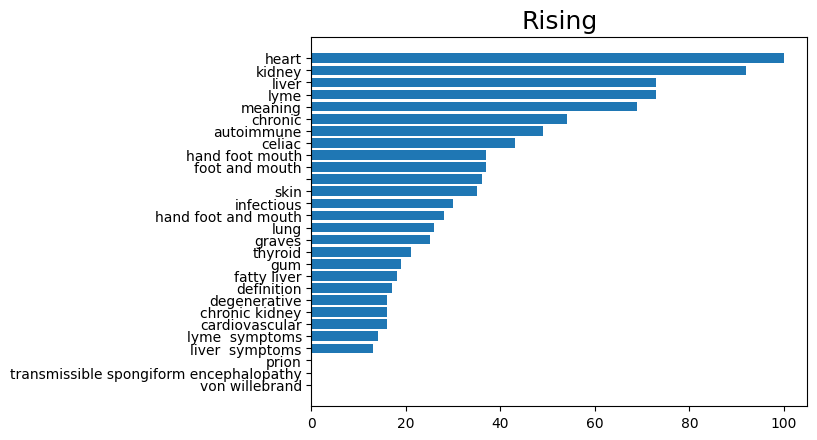 Rising
heart
kidney
liver
lyme
meaning
chronic
autoimmune
celiac
hand foot mouth
foot and mouth
skin
infectious
hand foot and mouth
lung
graves
thyroid
gum
fatty liver
definition
degenerative
chronic kidney
cardiovascular
lyme  symptoms
liver  symptoms
prion
transmissible spongiform encephalopathy
von willebrand
0 20 40 60 80 100